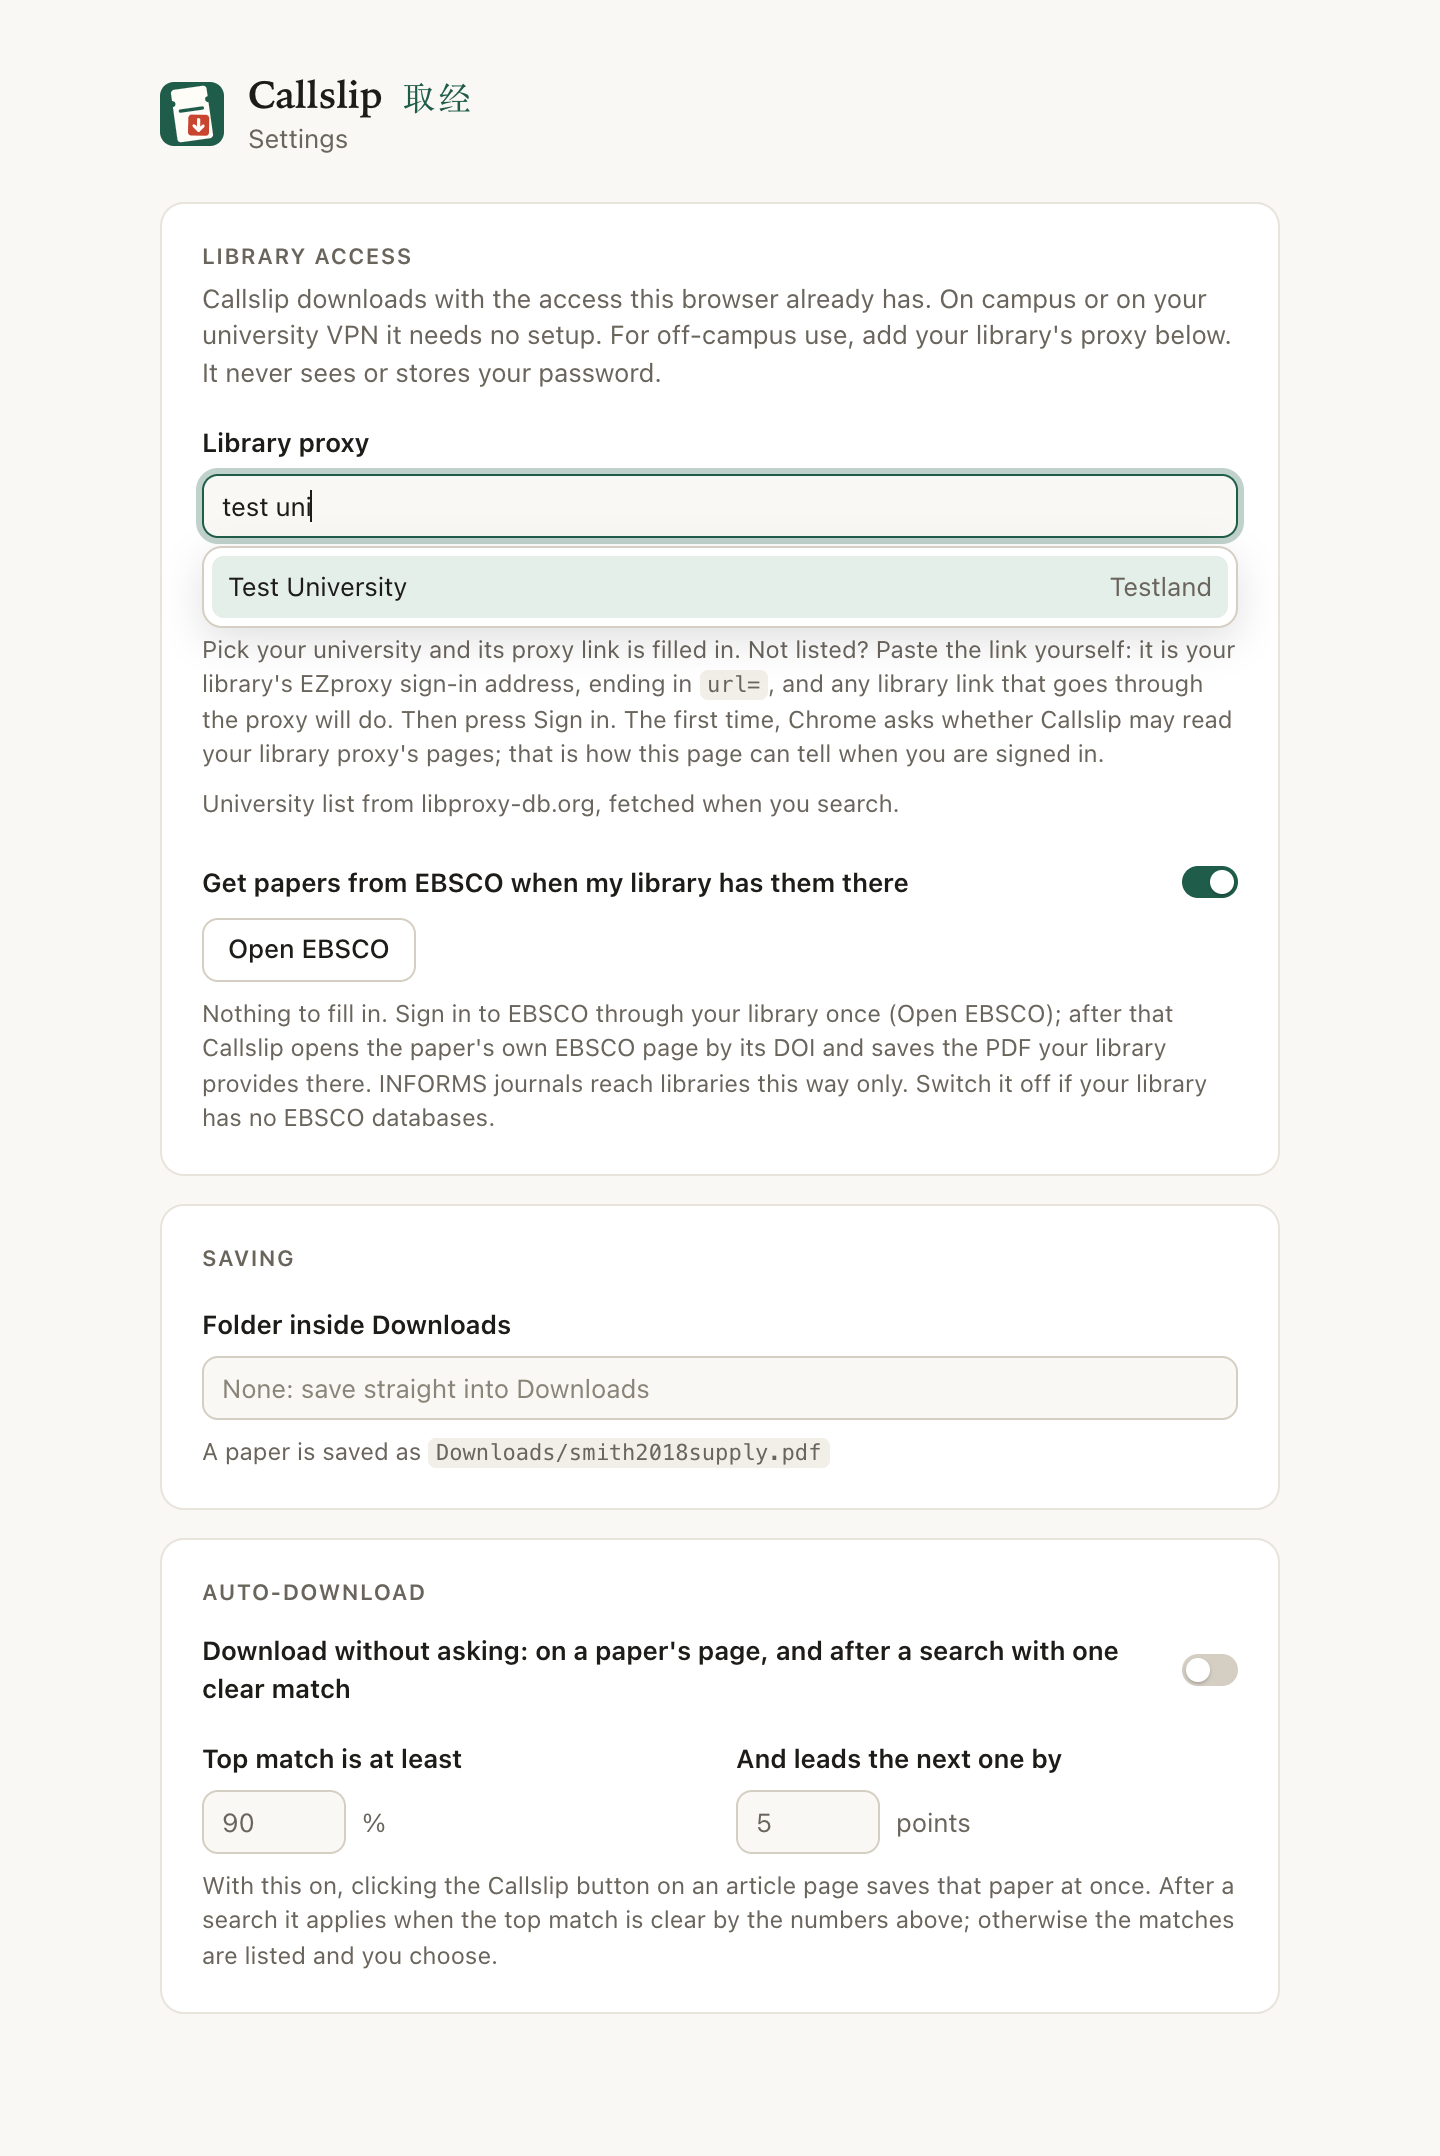 Callslip 取经
Settings
LIBRARY ACCESS
Callslip downloads with the access this browser already has. On campus or on your
university VPN it needs no setup. For off-campus use, add your library's proxy below.
It never sees or stores your password.
Library proxy
test uni
Test University Testland
Pick your university and its proxy link is filled in. Not listed? Paste the link yourself: it is your
library's EZproxy sign-in address, ending in url=, and any library link that goes through
the proxy will do. Then press Sign in. The first time, Chrome asks whether Callslip may read
your library proxy's pages; that is how this page can tell when you are signed in.
University list from libproxy-db.org, fetched when you search.
Get papers from EBSCO when my library has them there
Open EBSCO
Nothing to fill in. Sign in to EBSCO through your library once (Open EBSCO); after that
Callslip opens the paper's own EBSCO page by its DOI and saves the PDF your library
provides there. INFORMS journals reach libraries this way only. Switch it off if your library
has no EBSCO databases.
SAVING
Folder inside Downloads
None: save straight into Downloads
A paper is saved as Downloads/smith2018supply.pdf
AUTO-DOWNLOAD
Download without asking: on a paper's page, and after a search with one
clear match
Top match is at least And leads the next one by
90 % 5 points
With this on, clicking the Callslip button on an article page saves that paper at once. After a
search it applies when the top match is clear by the numbers above; otherwise the matches
are listed and you choose.